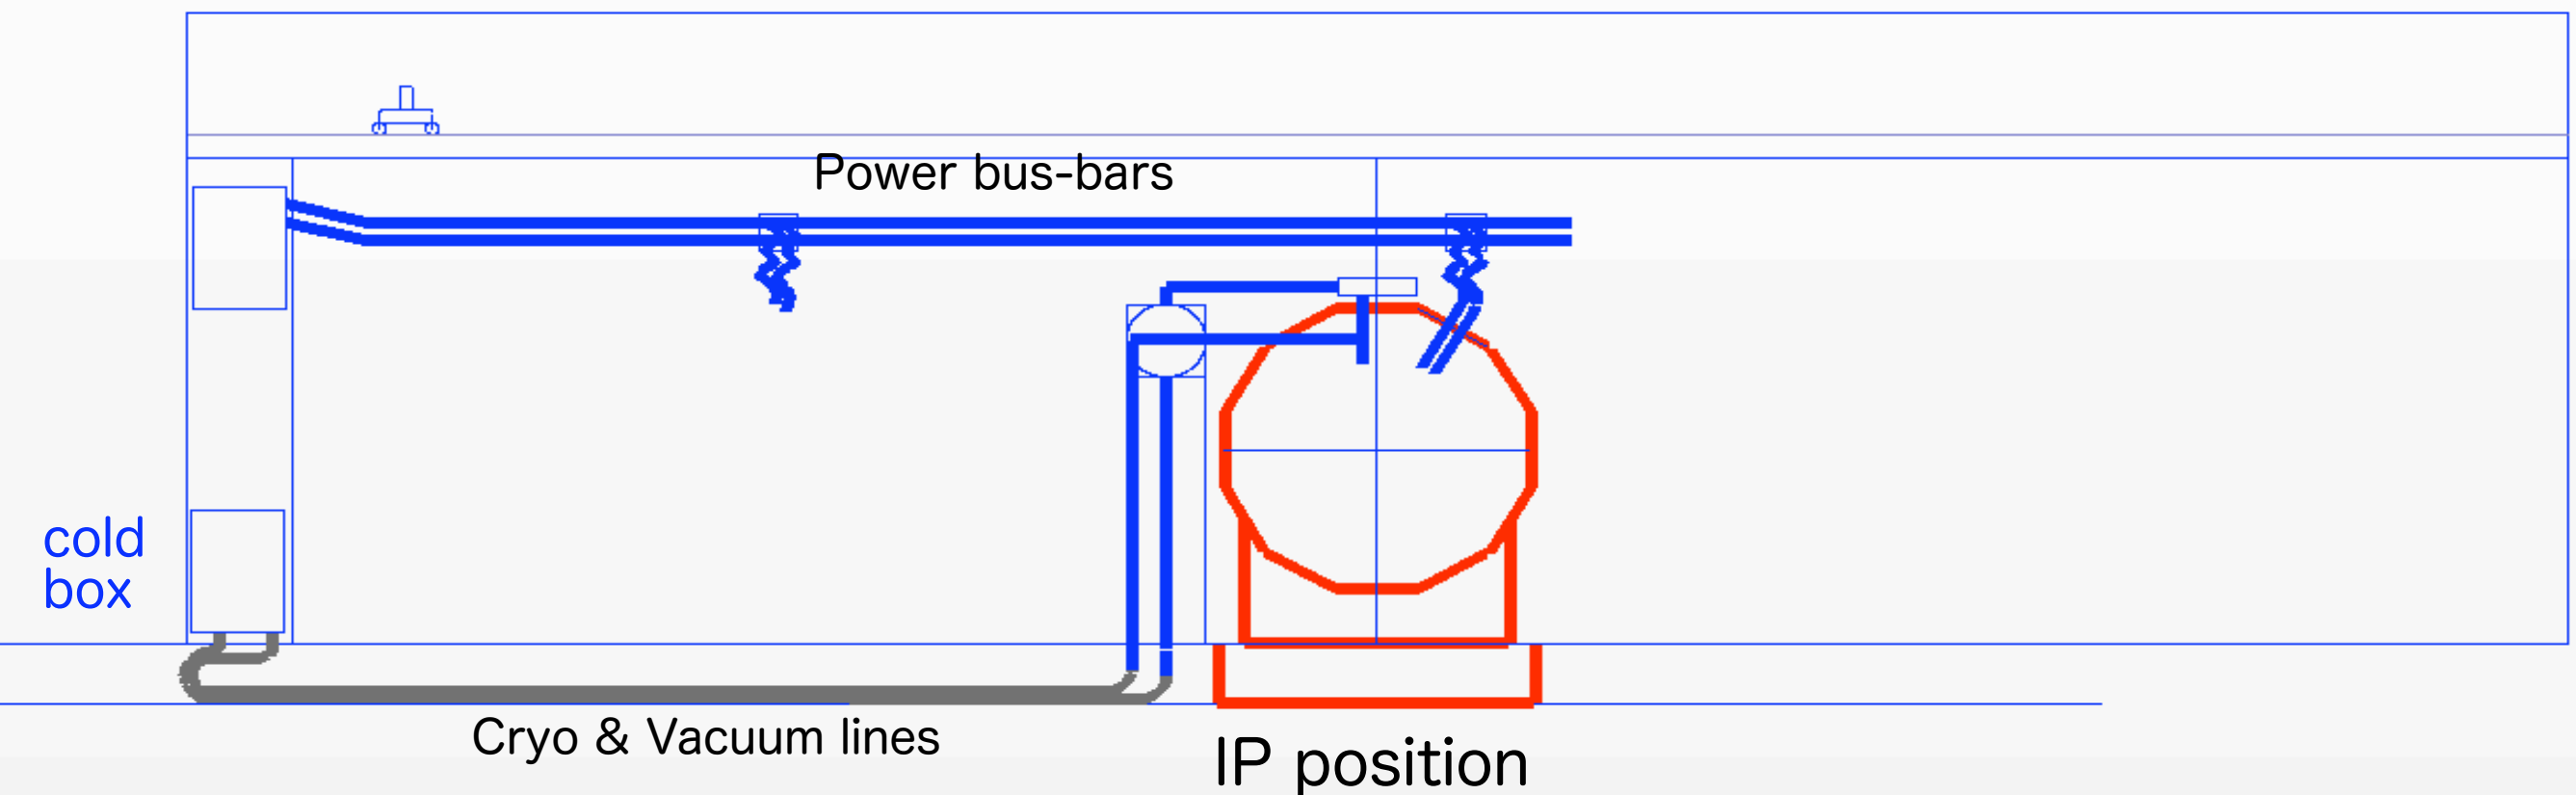 Power bus-bars
cold
box
Cryo & Vacuum lines
IP position